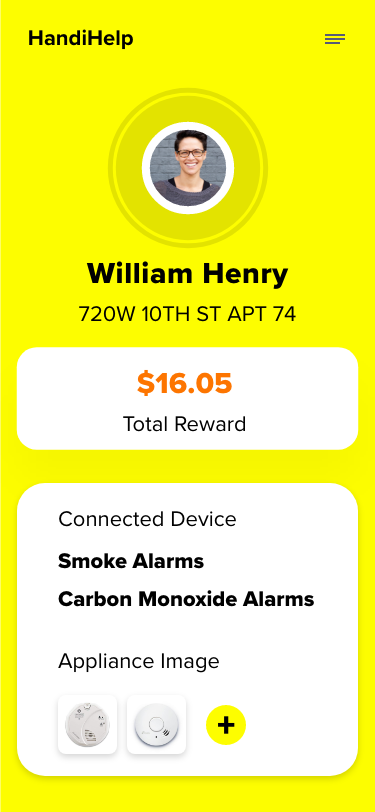 HandiHelp
William Henry
720W 10TH ST APT 74
$16.05
Total Reward
Connected Device
Smoke Alarms
Carbon Monoxide Alarms
Appliance Image
+